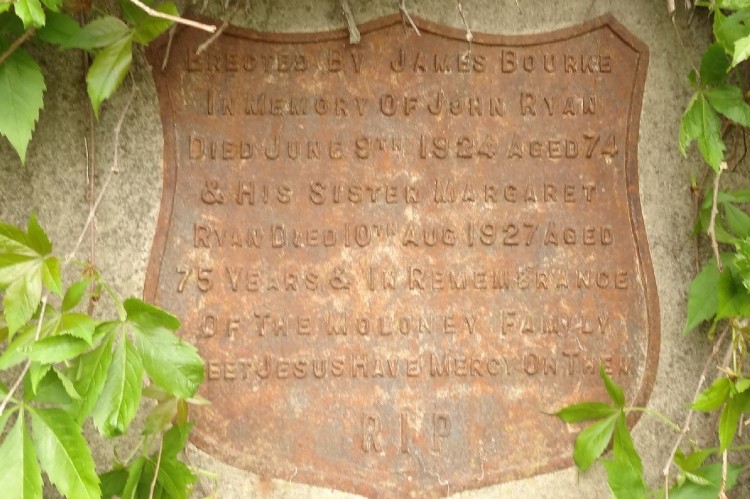 ERECTED BY JAMES BOURKE
IN MEMORY OF JOHN RYAN
DIED JUNE 9TH 1924 AGED 74
& HIS SISTER MARGARET
RYAN DIED 10TH AUG 1927 AGED
75 YEARS & IN REMEMBRANCE
OF THE MOLONEY FAMILY
SWEET JESUS HAVE MERCY ON THEM
RIP